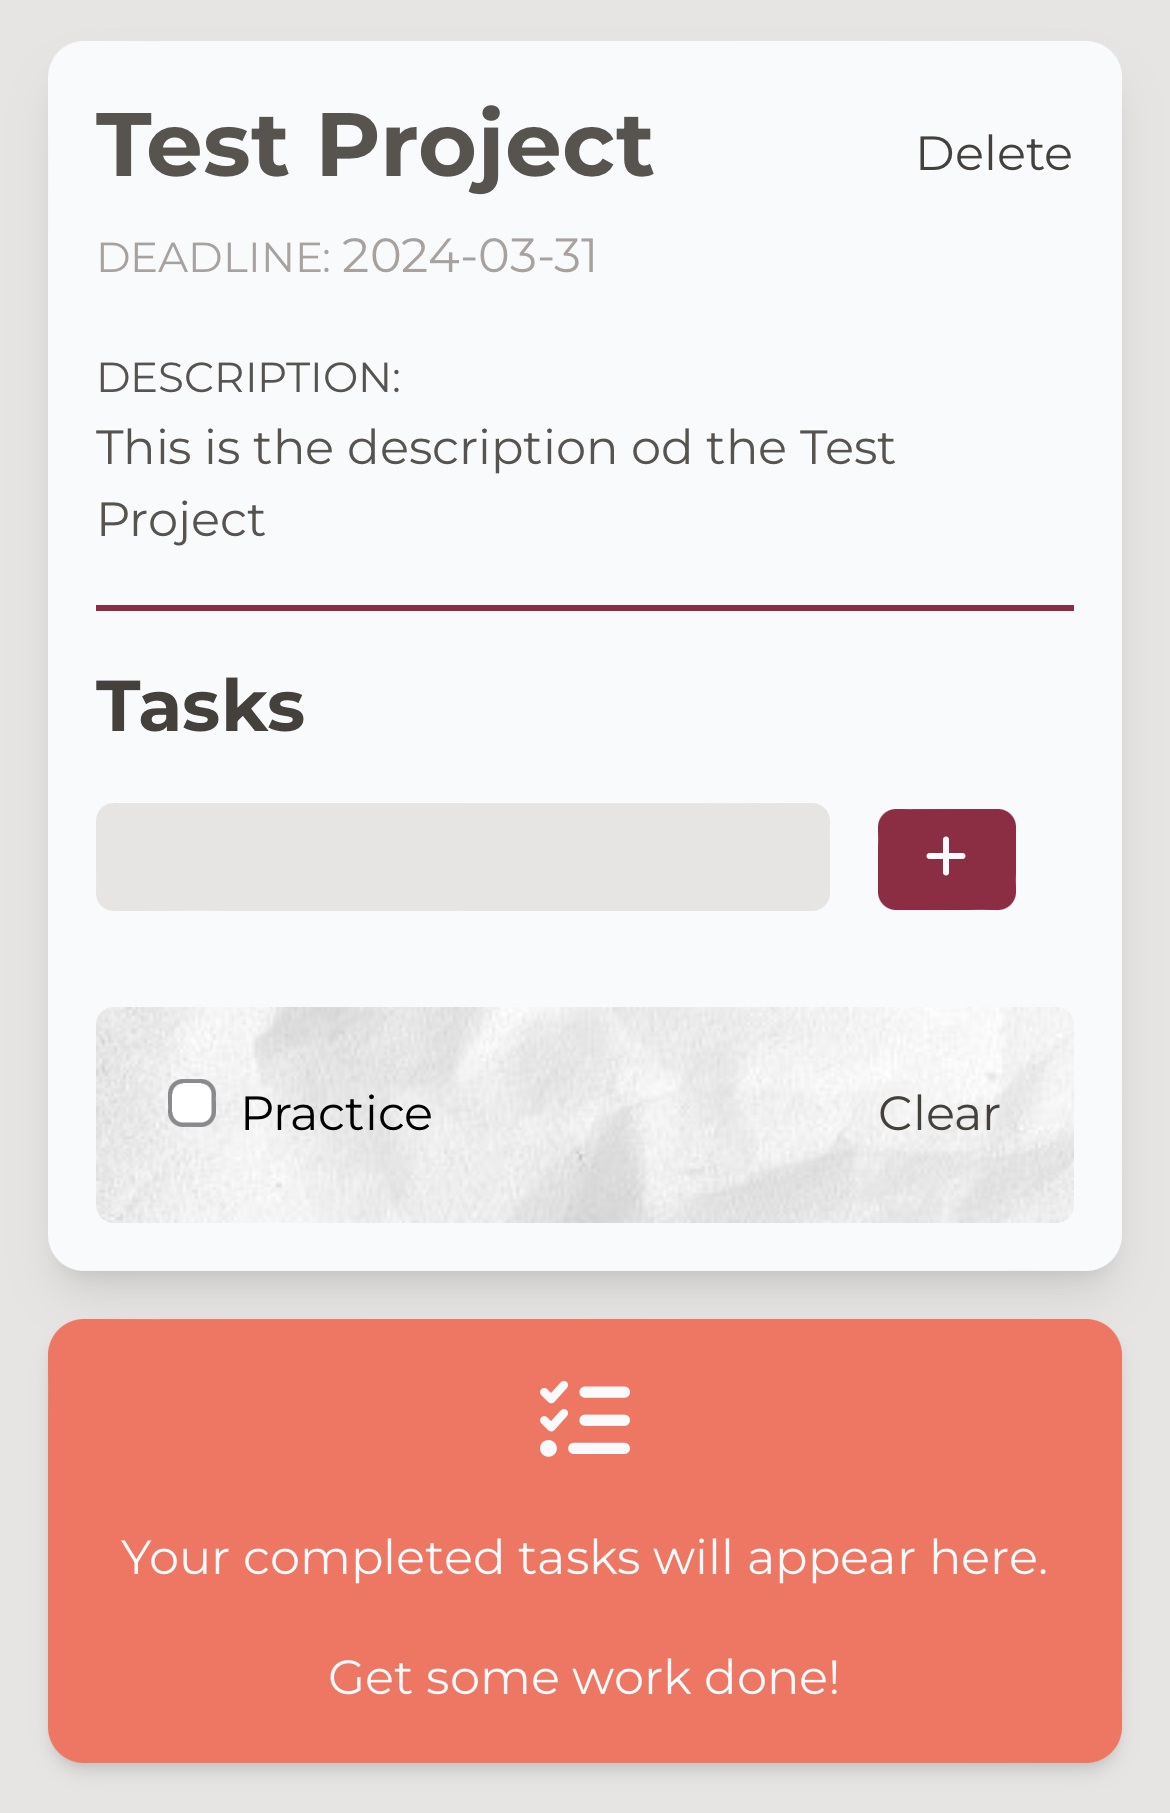 Test Project
Delete
DEADLINE: 2024-03-31
DESCRIPTION:
This is the description od the Test
Project
Tasks
Practice
Clear
Your completed tasks will appear here.
Get some work done!